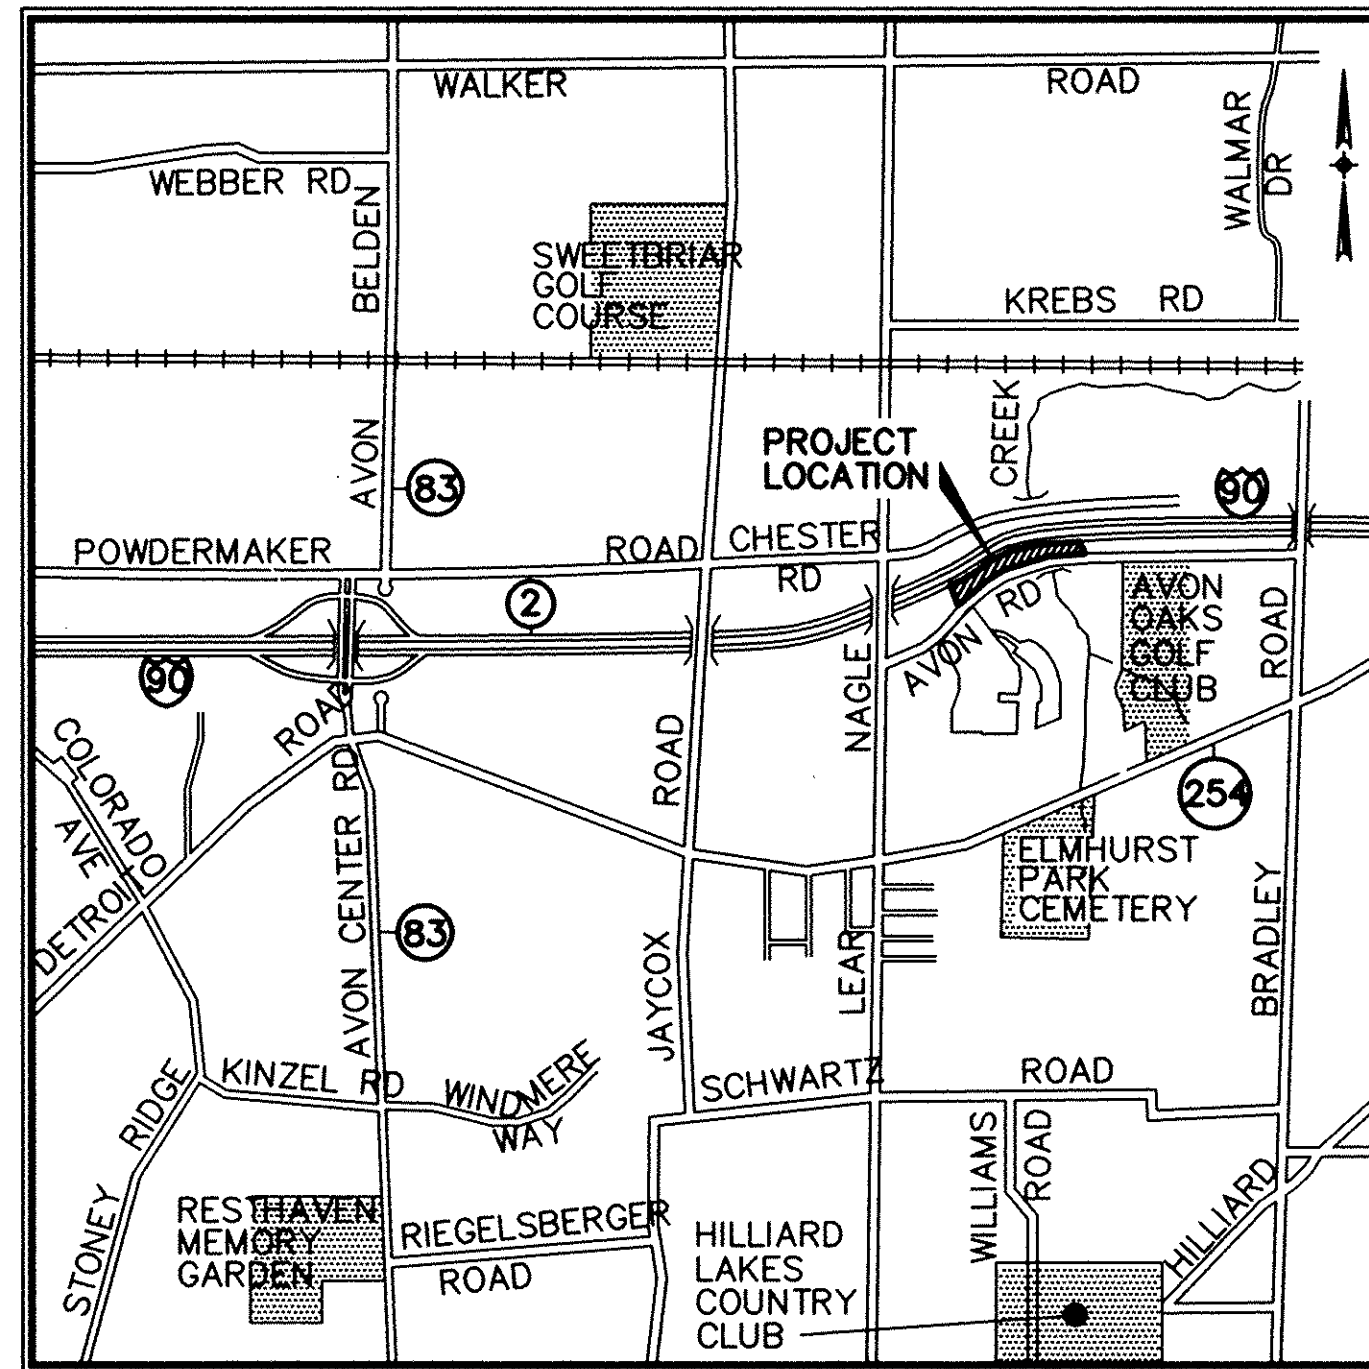 WALKER
ROAD
WALMAR
DR
WEBBER RD
AVON BELDEN
SWEETBRIAR
GOLF
COURSE
KREBS RD
CREEK
PROJECT
LOCATION
83
90
POWDERMAKER ROAD
CHESTER
RD
2
AVON RD
AVON
OAKS
GOLF
CLUB
90
ROAD
COLORADO
AVE
DETROIT
AVON CENTER RD
JAYCOX ROAD
LEAR NAGLE
254
BRADLEY ROAD
ELMHURST
PARK
CEMETERY
83
STONEY RIDGE
KINZEL RD
WINDMERE
WAY
SCHWARTZ ROAD
WILLIAMS
ROAD
RESTHAVEN
MEMORY
GARDEN
RIEGELSBERGER
ROAD
HILLIARD
LAKES
COUNTRY
CLUB
HILLIARD